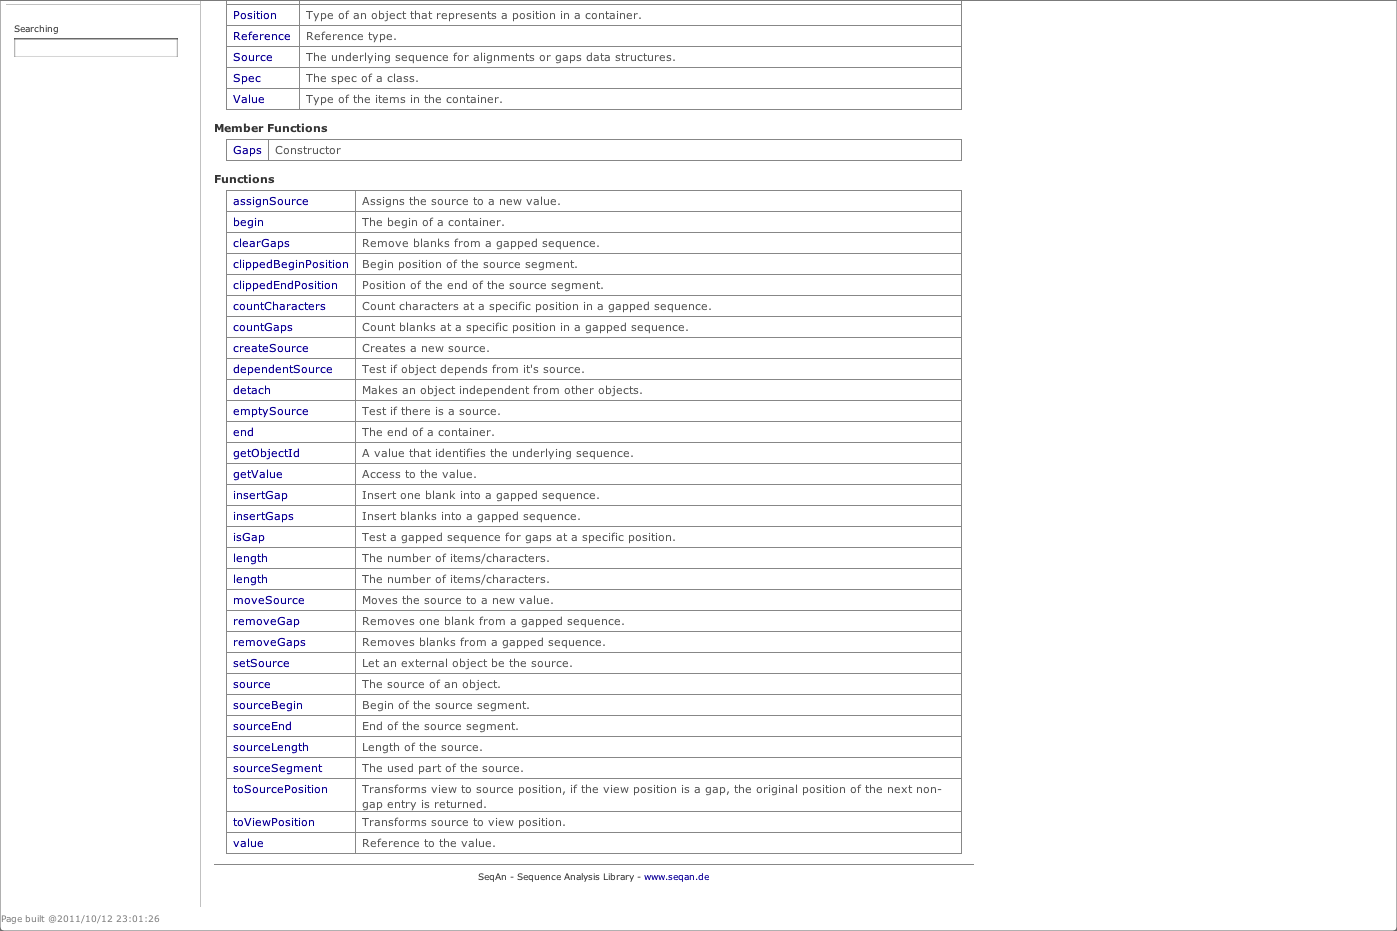 Searching
Position Type of an object that represents a position in a container.
Reference Reference type.
Source The underlying sequence for alignments or gaps data structures.
Spec The spec of a class.
Value Type of the items in the container.
Member Functions
Gaps Constructor
Functions
assignSource Assigns the source to a new value.
begin The begin of a container.
clearGaps Remove blanks from a gapped sequence.
clippedBeginPosition Begin position of the source segment.
clippedEndPosition Position of the end of the source segment.
countCharacters Count characters at a specific position in a gapped sequence.
countGaps Count blanks at a specific position in a gapped sequence.
createSource Creates a new source.
dependentSource Test if object depends from it's source.
detach Makes an object independent from other objects.
emptySource Test if there is a source.
end The end of a container.
getObjectId A value that identifies the underlying sequence.
getValue Access to the value.
insertGap Insert one blank into a gapped sequence.
insertGaps Insert blanks into a gapped sequence.
isGap Test a gapped sequence for gaps at a specific position.
length The number of items/characters.
length The number of items/characters.
moveSource Moves the source to a new value.
removeGap Removes one blank from a gapped sequence.
removeGaps Removes blanks from a gapped sequence.
setSource Let an external object be the source.
source The source of an object.
sourceBegin Begin of the source segment.
sourceEnd End of the source segment.
sourceLength Length of the source.
sourceSegment The used part of the source.
toSourcePosition Transforms view to source position, if the view position is a gap, the original position of the next non-
gap entry is returned.
toViewPosition Transforms source to view position.
value Reference to the value.
SeqAn - Sequence Analysis Library - www.seqan.de
Page built @2011/10/12 23:01:26